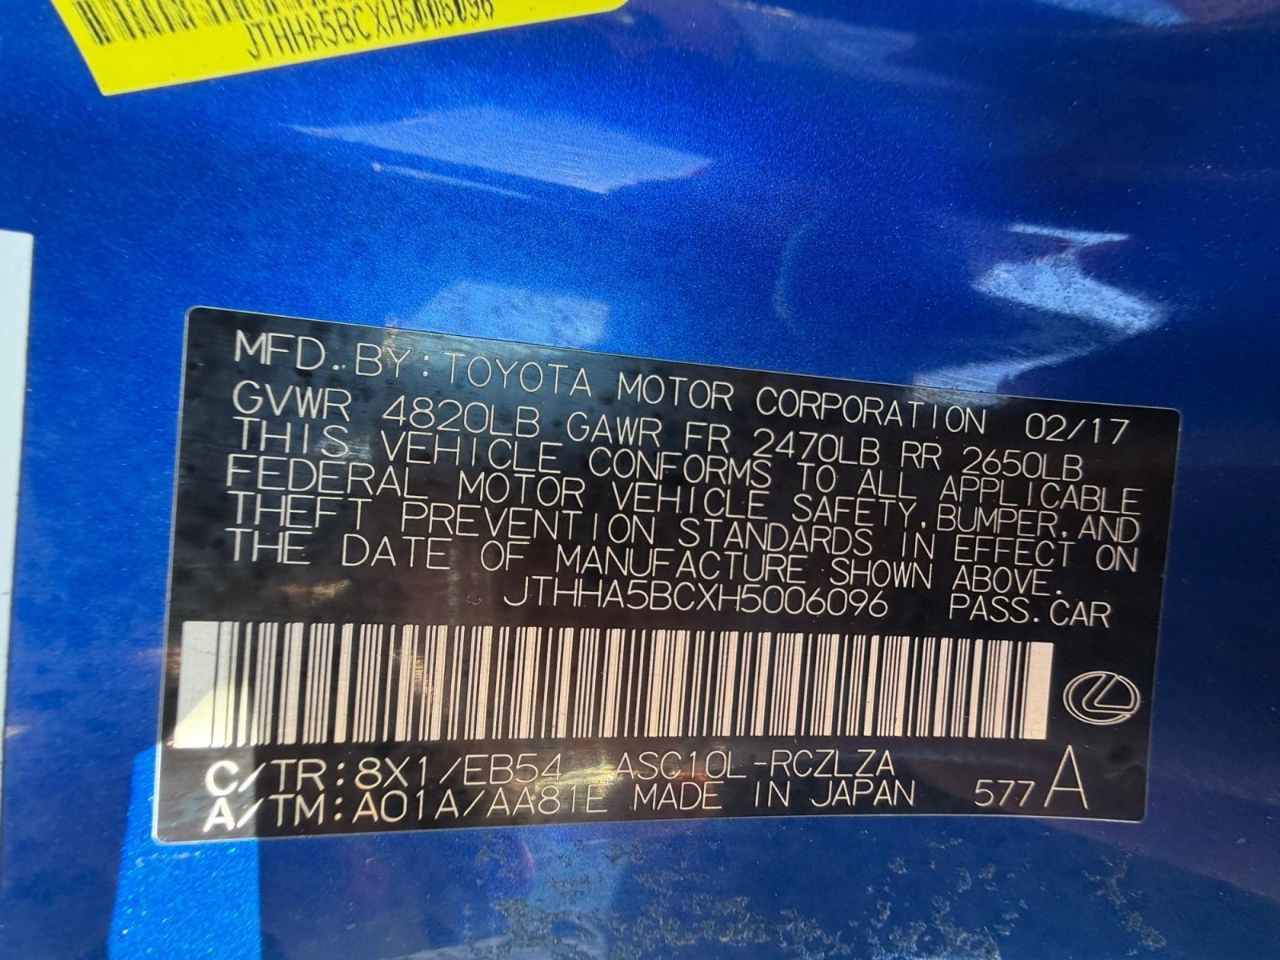 JTHHA5BCXH5006096
MFD. BY: TOYOTA MOTOR CORPORATION 02/17
GVWR 4820LB GAWR FR 2470LB RR 2650LB
THIS VEHICLE CONFORMS TO ALL APPLICABLE
FEDERAL MOTOR VEHICLE SAFETY, BUMPER, AND
THEFT PREVENTION STANDARDS IN EFFECT ON
THE DATE OF MANUFACTURE SHOWN ABOVE.
JTHHA5BCXH5006096 PASS. CAR
C/TR: 8X1/EB54 ASC10L-RCZLZA
A/TM: A01A/AA81E MADE IN JAPAN 577 A